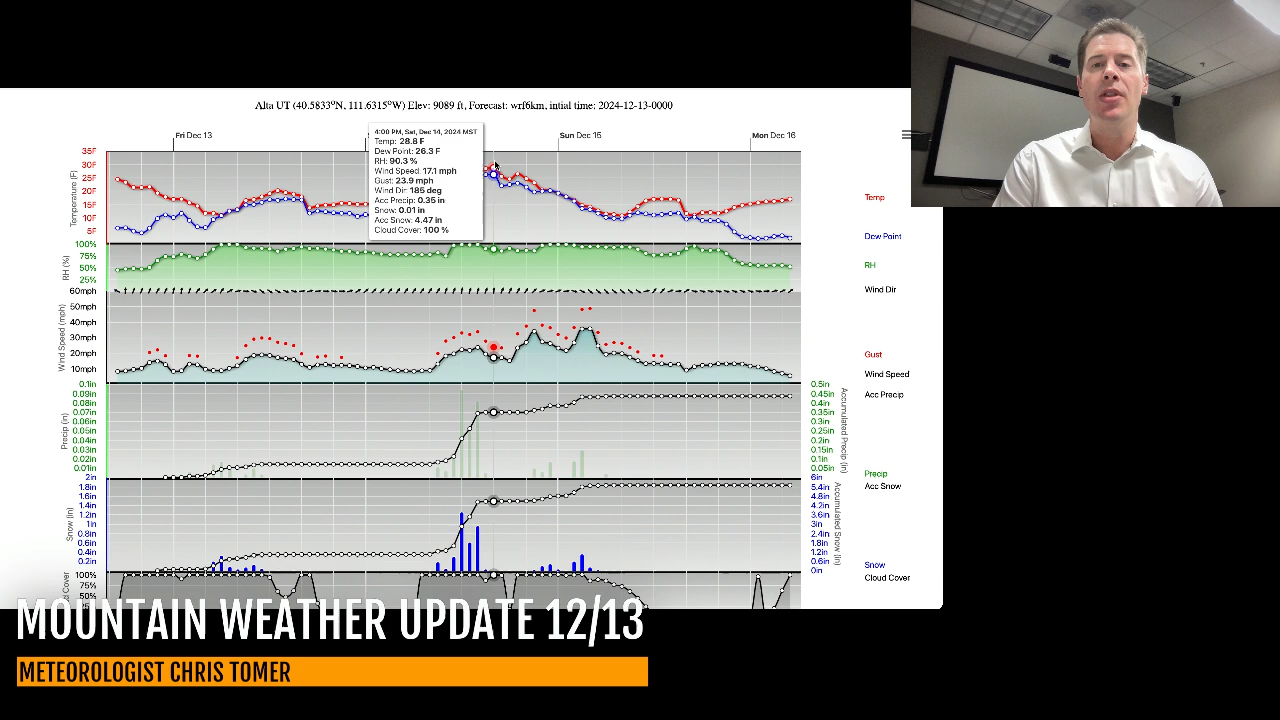 Alta UT (40.5833°N, 111.6315°W) Elev: 9089 ft, Forecast: wrf6km, intial time: 2024-12-13-0000
Fri Dec 13
Sun Dec 15
Mon Dec 16
4:00 PM, Sat, Dec 14, 2024 MST
Temp: 28.8 F
Dew Point: 26.3 F
RH: 90.3 %
Wind Speed: 17.1 mph
Gust: 23.9 mph
Wind Dir: 185 deg
Acc Precip: 0.35 in
Snow: 0.01 in
Acc Snow: 4.47 in
Cloud Cover: 100 %
Temperature (F)
35F
30F
25F
20F
15F
10F
5F
Temp
Dew Point
RH (%)
100%
75%
50%
25%
RH
Wind Dir
Wind Speed (mph)
60mph
50mph
40mph
30mph
20mph
10mph
Gust
Wind Speed
Precip (in)
0.1in
0.09in
0.08in
0.07in
0.06in
0.05in
0.04in
0.03in
0.02in
0.01in
0.5in
0.45in
0.4in
0.35in
0.3in
0.25in
0.2in
0.15in
0.1in
0.05in
Accumulated Precip (in)
Acc Precip
Precip
Snow (in)
2in
1.8in
1.6in
1.4in
1.2in
1in
0.8in
0.6in
0.4in
0.2in
6in
5.4in
4.8in
4.2in
3.6in
3in
2.4in
1.8in
1.2in
0.6in
0in
Accumulated Snow (in)
Acc Snow
Snow
Cloud Cover
100%
75%
50%
MOUNTAIN WEATHER UPDATE 12/13
METEOROLOGIST CHRIS TOMER